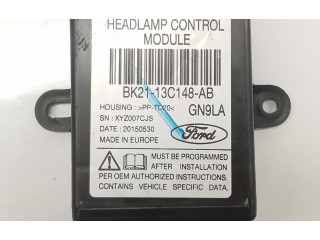 HEADLAMP CONTROL
MODULE
BK21-13C148-AB
HOUSING : >PP-TD20<
GN9LA
SN : XYZ007CJS
DATE : 20150530
MADE IN EUROPE
Ford
MUST BE PROGRAMMED
AFTER INSTALLATION
PER OEM AUTHORIZED INSTRUCTIONS.
CONTAINS VEHICLE SPECIFIC DATA.